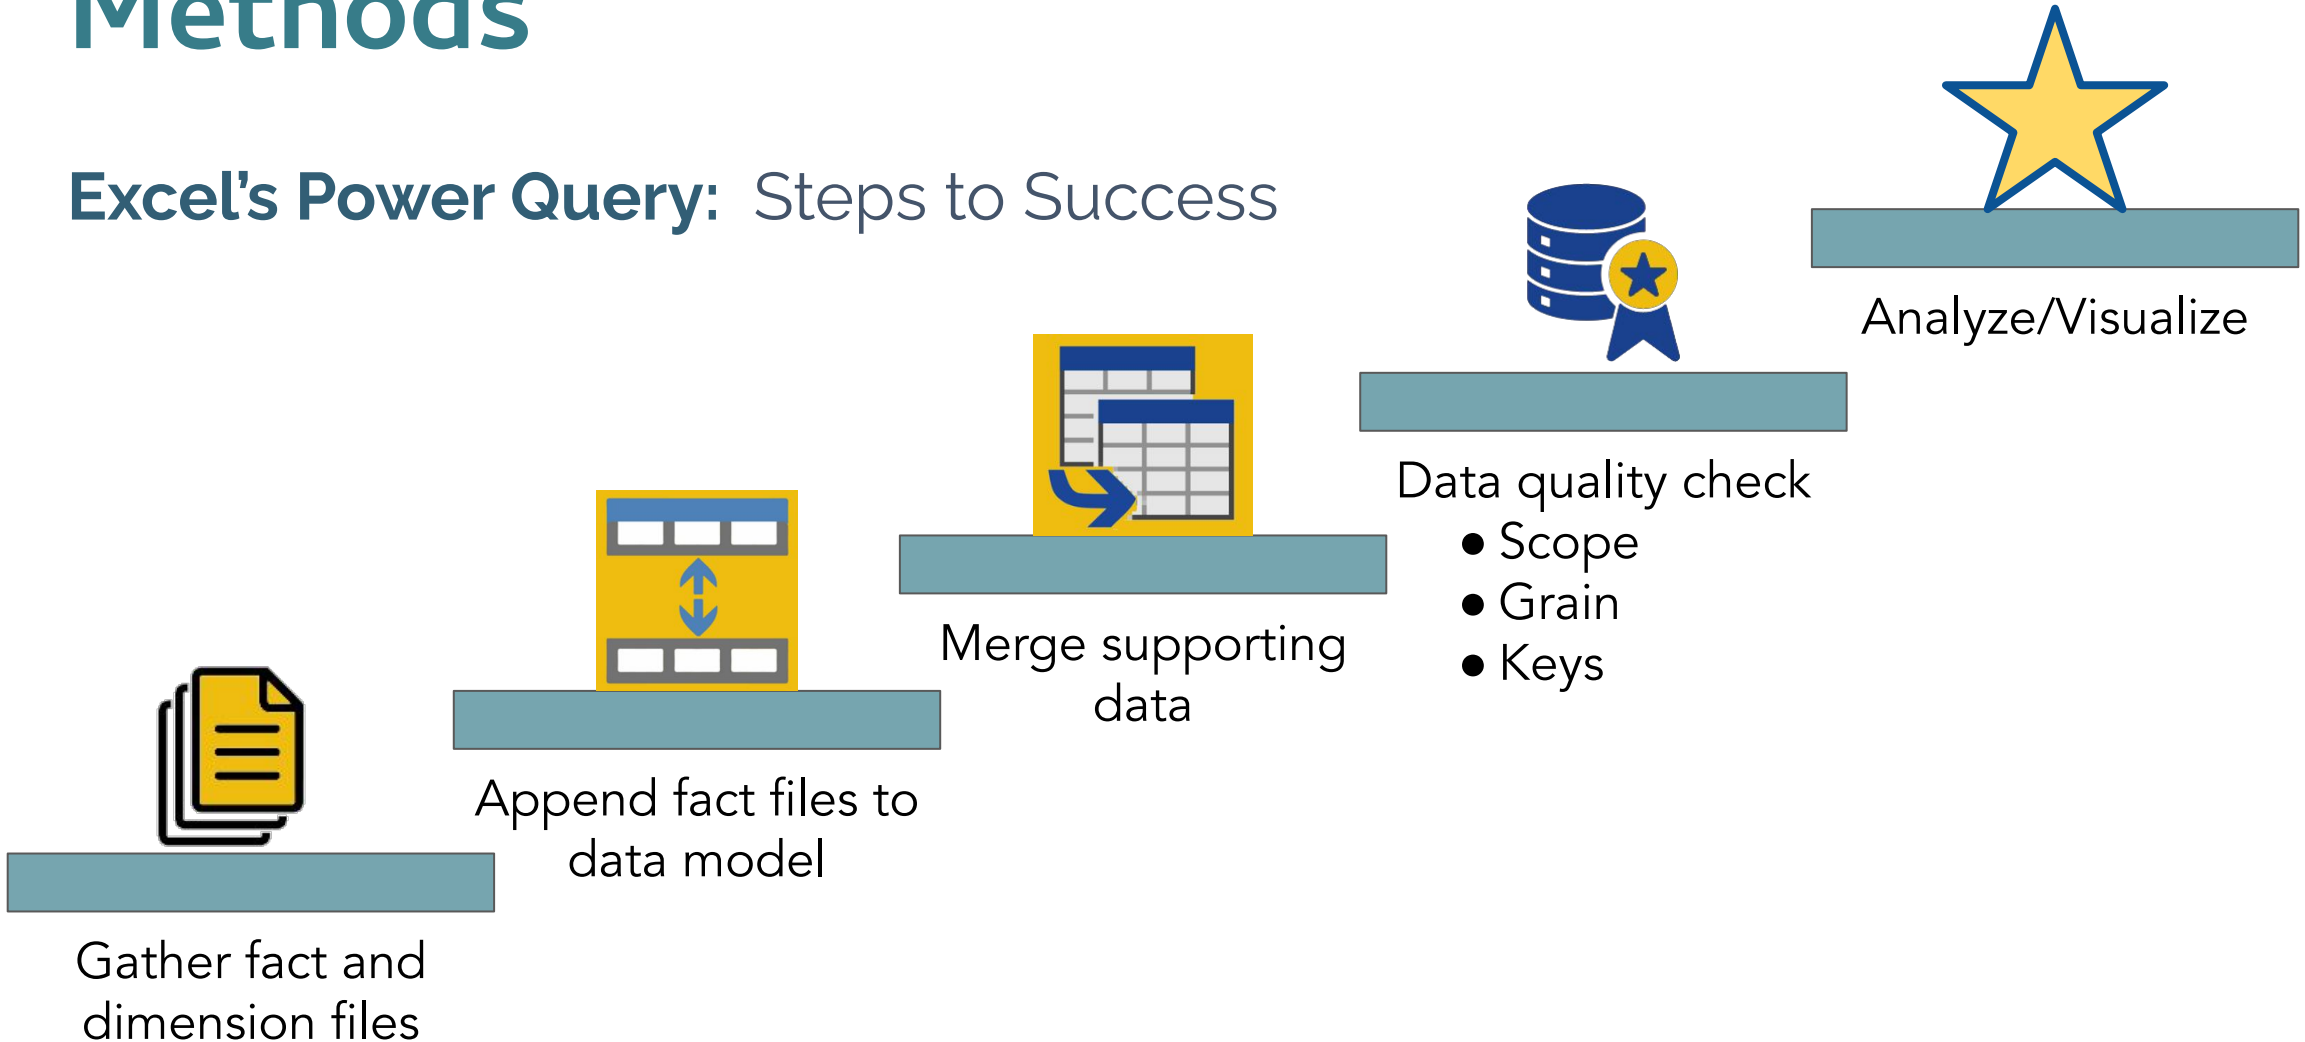 Methods
Excel's Power Query: Steps to Success
Gather fact and
dimension files
Append fact files to
data model
Merge supporting
data
Data quality check
● Scope
● Grain
● Keys
Analyze/Visualize